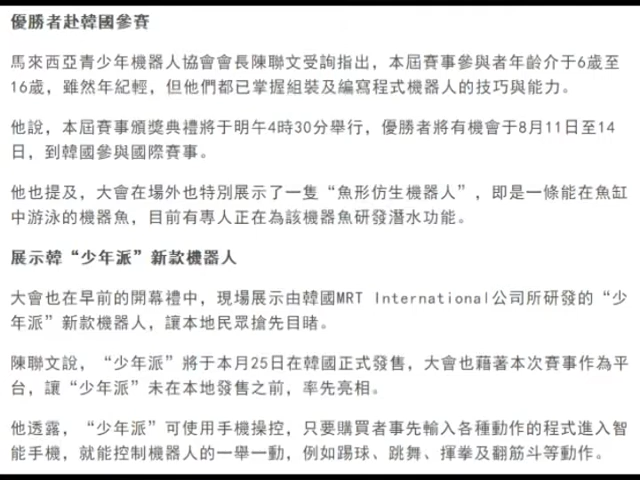 優勝者赴韓國參賽
馬來西亞青少年機器人協會會長陳聯文受詢指出，本屆賽事參與者年齡介于6歲至
16歲，雖然年紀輕，但他們都已掌握組裝及編寫程式機器人的技巧與能力。
他說，本屆賽事頒獎典禮將于明午4時30分舉行，優勝者將有機會于8月11日至14
日，到韓國參與國際賽事。
他也提及，大會在場外也特別展示了一隻“魚形仿生機器人”，即是一條能在魚缸
中游泳的機器魚，目前有專人正在為該機器魚研發潛水功能。
展示韓“少年派”新款機器人
大會也在早前的開幕禮中，現場展示由韓國MRT International公司所研發的“少
年派”新款機器人，讓本地民眾搶先目睹。
陳聯文說，“少年派”將于本月25日在韓國正式發售，大會也藉著本次賽事作為平
台，讓“少年派”未在本地發售之前，率先亮相。
他透露，“少年派”可使用手機操控，只要購買者事先輸入各種動作的程式進入智
能手機，就能控制機器人的一舉一動，例如踢球、跳舞、揮拳及翻筋斗等動作。